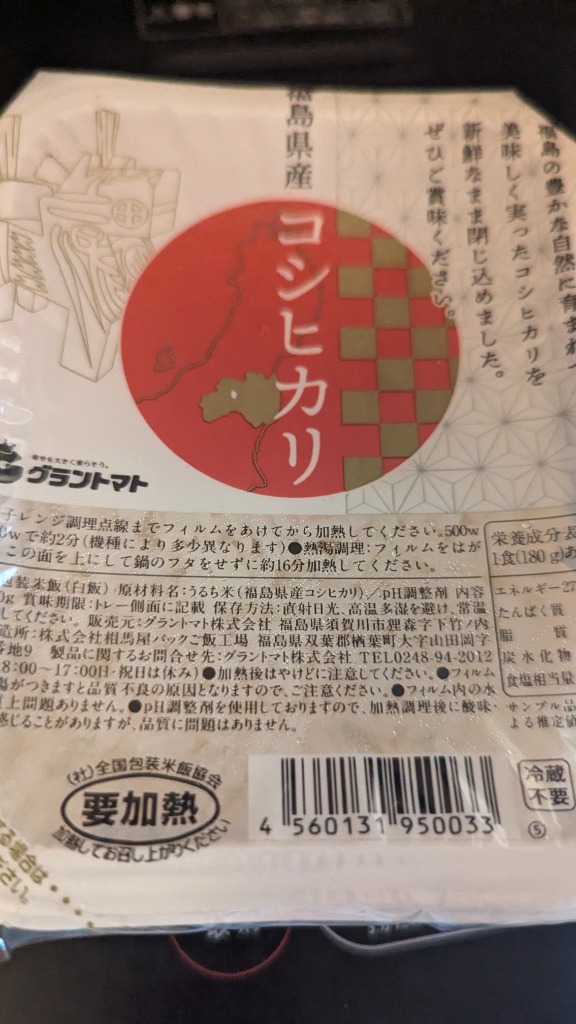 福島県産
コシヒカリ
福島の豊かな自然に育まれ、
美味しく実ったコシヒカリを
新鮮なまま閉じ込めました。
ぜひご賞味ください。
幸せを大きく実らそう。
グラントマト
子レンジ調理点線までフィルムをあけてから加熱してください。500w
0wで約2分(機種により多少異なります)●熱湯調理:フィルムをはが
この面を上にして鍋のフタをせずに約16分加熱してください。
装米飯(白飯) 原材料名:うるち米(福島県産コシヒカリ)/pH調整剤 内容
0g 賞味期限:トレー側面に記載 保存方法:直射日光、高温多湿を避け、常温
してください。 販売元:グラントマト株式会社 福島県須賀川市狸森字下竹ノ内
造所:株式会社相馬屋パックご飯工場 福島県双葉郡楢葉町大字山田岡字
地9 製品に関するお問合せ先:グラントマト株式会社 TEL0248-94-2012
8:00~17:00日・祝日は休み)●加熱後はやけどに注意してください。●フィルム
傷がつきますと品質不良の原因となりますので、ご注意ください。●フィルム内の水
上問題ありません。●pH調整剤を使用しておりますので、加熱調理後に酸味・
感じることがありますが、品質に問題はありません。
栄養成分表
1食(180g)あ
エネルギー27
たんぱく質
脂質
炭水化物
食塩相当量
サンプル品
よる推定値
(社)全国包装米飯協会
要加熱
加熱してお召し上がりください
4 560131 950033
冷蔵
不要
⑤
る場合は・・・・
ださい。